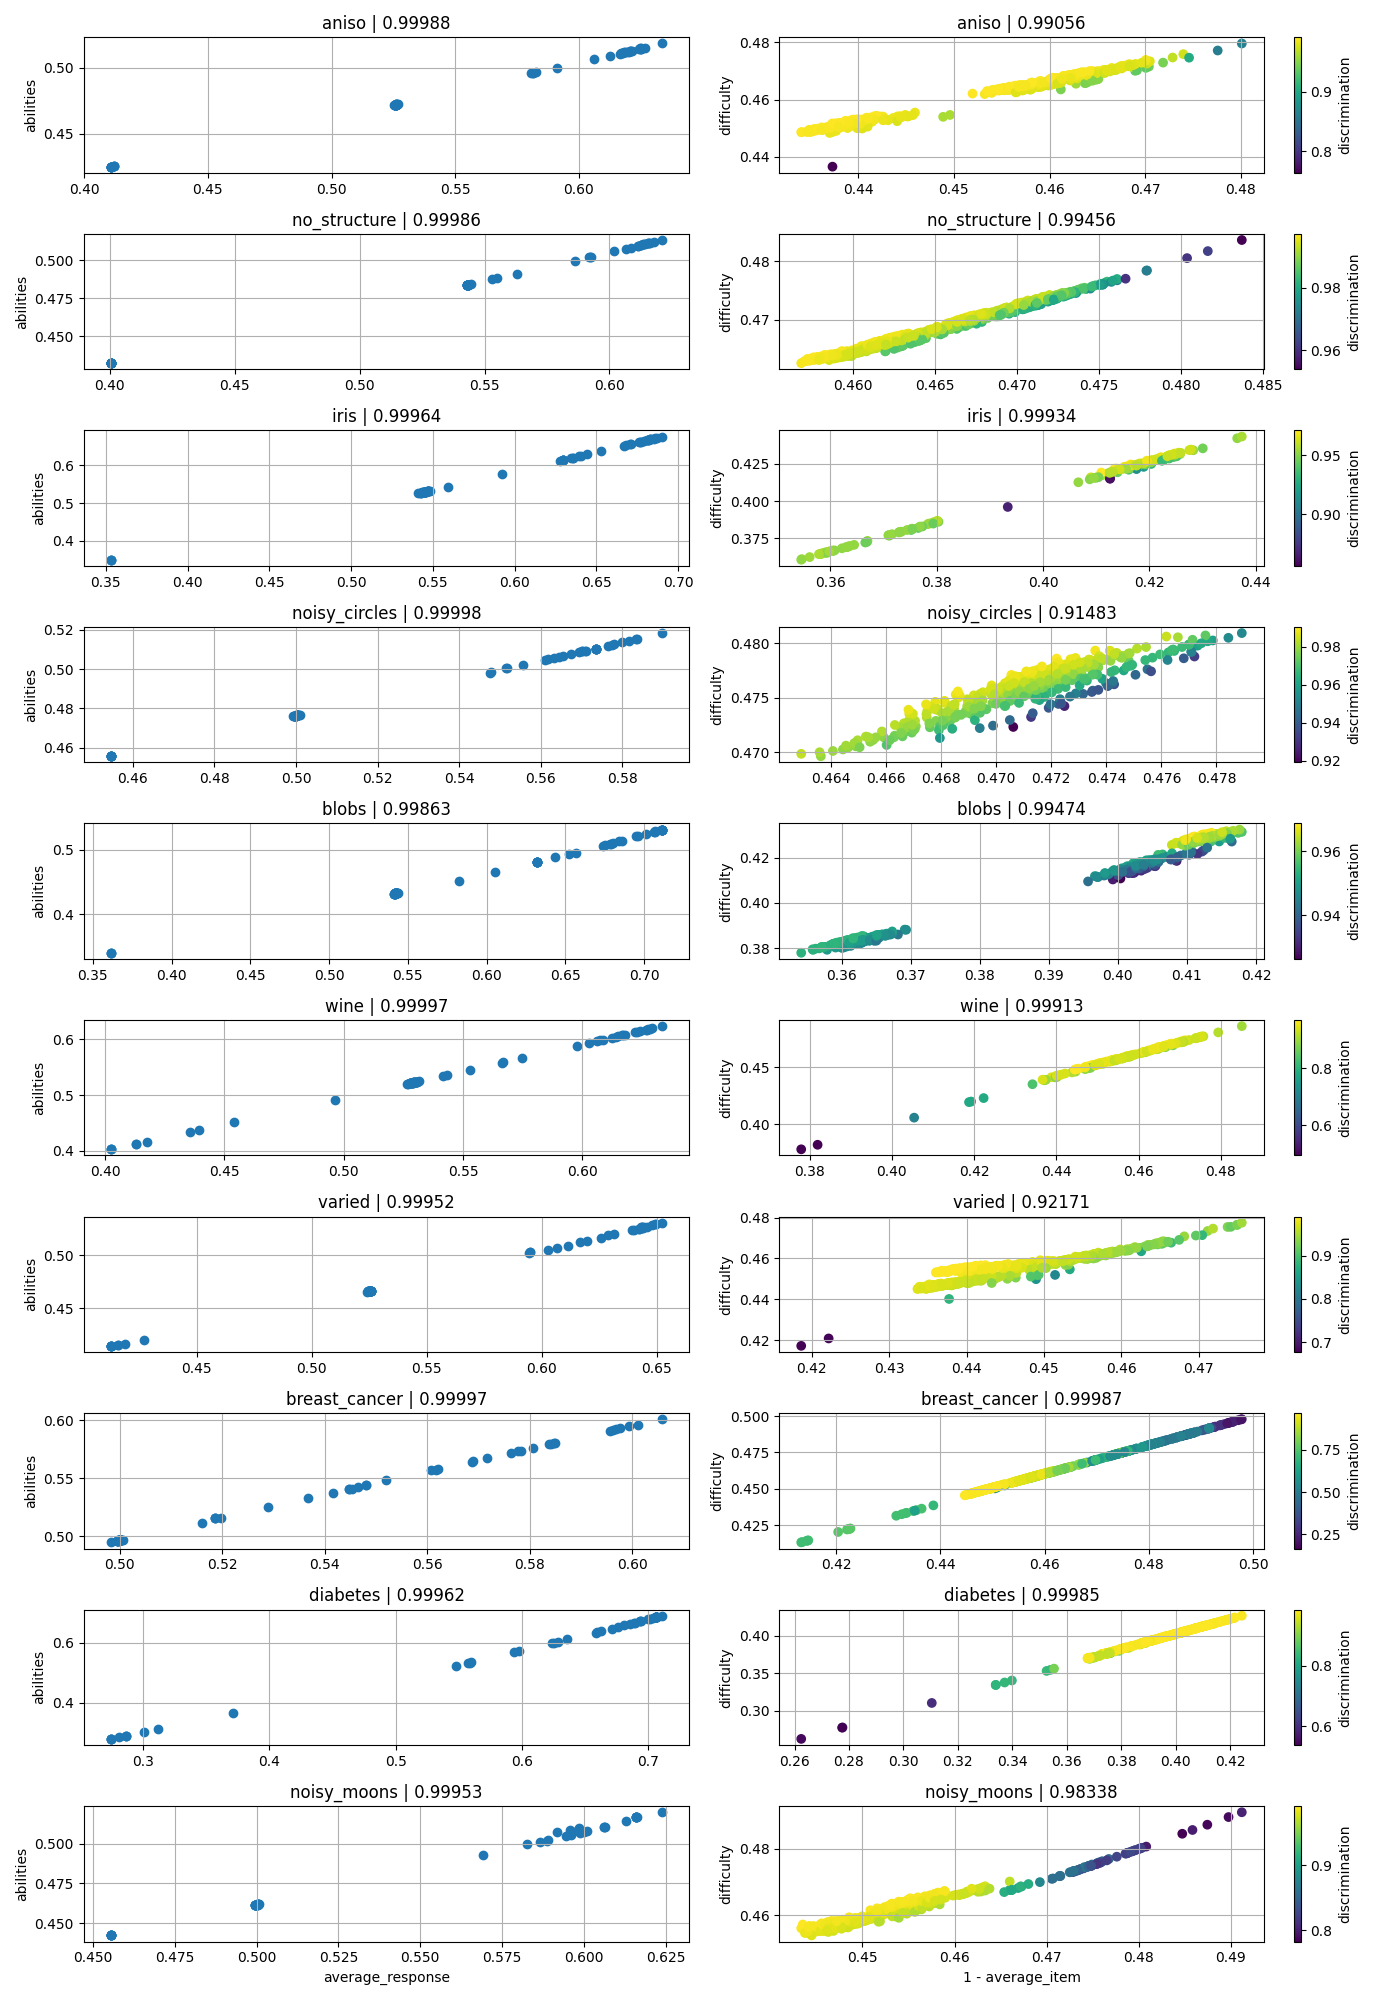 aniso | 0.99988
abilities
0.50
0.45
0.40 0.45 0.50 0.55 0.60
aniso | 0.99056
difficulty
0.48
0.46
0.44
0.44 0.45 0.46 0.47 0.48
0.9
0.8
discrimination
no_structure | 0.99986
abilities
0.500
0.475
0.450
0.40 0.45 0.50 0.55 0.60
no_structure | 0.99456
difficulty
0.48
0.47
0.460 0.465 0.470 0.475 0.480 0.485
0.98
0.96
discrimination
iris | 0.99964
abilities
0.6
0.5
0.4
0.35 0.40 0.45 0.50 0.55 0.60 0.65 0.70
iris | 0.99934
difficulty
0.425
0.400
0.375
0.36 0.38 0.40 0.42 0.44
0.95
0.90
discrimination
noisy_circles | 0.99998
abilities
0.52
0.50
0.48
0.46
0.46 0.48 0.50 0.52 0.54 0.56 0.58
noisy_circles | 0.91483
difficulty
0.480
0.475
0.470
0.464 0.466 0.468 0.470 0.472 0.474 0.476 0.478
0.98
0.96
0.94
0.92
discrimination
blobs | 0.99863
abilities
0.5
0.4
0.35 0.40 0.45 0.50 0.55 0.60 0.65 0.70
blobs | 0.99474
difficulty
0.42
0.40
0.38
0.36 0.37 0.38 0.39 0.40 0.41 0.42
0.96
0.94
discrimination
wine | 0.99997
abilities
0.6
0.5
0.4
0.40 0.45 0.50 0.55 0.60
wine | 0.99913
difficulty
0.45
0.40
0.38 0.40 0.42 0.44 0.46 0.48
0.8
0.6
discrimination
varied | 0.99952
abilities
0.50
0.45
0.45 0.50 0.55 0.60 0.65
varied | 0.92171
difficulty
0.48
0.46
0.44
0.42
0.42 0.43 0.44 0.45 0.46 0.47
0.9
0.8
0.7
discrimination
breast_cancer | 0.99997
abilities
0.60
0.55
0.50
0.50 0.52 0.54 0.56 0.58 0.60
breast_cancer | 0.99987
difficulty
0.500
0.475
0.450
0.425
0.42 0.44 0.46 0.48 0.50
0.75
0.50
0.25
discrimination
diabetes | 0.99962
abilities
0.6
0.4
0.3 0.4 0.5 0.6 0.7
diabetes | 0.99985
difficulty
0.40
0.35
0.30
0.26 0.28 0.30 0.32 0.34 0.36 0.38 0.40 0.42
0.8
0.6
discrimination
noisy_moons | 0.99953
abilities
0.500
0.475
0.450
0.450 0.475 0.500 0.525 0.550 0.575 0.600 0.625
average_response
noisy_moons | 0.98338
difficulty
0.48
0.46
0.45 0.46 0.47 0.48 0.49
1 - average_item
0.9
0.8
discrimination